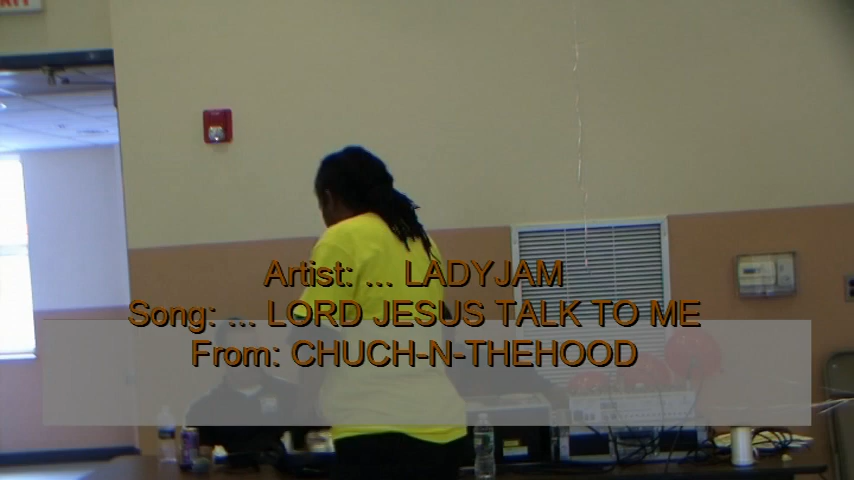 Artist: ... LADYJAM
Song: ... LORD JESUS TALK TO ME
From: CHUCH-N-THEHOOD